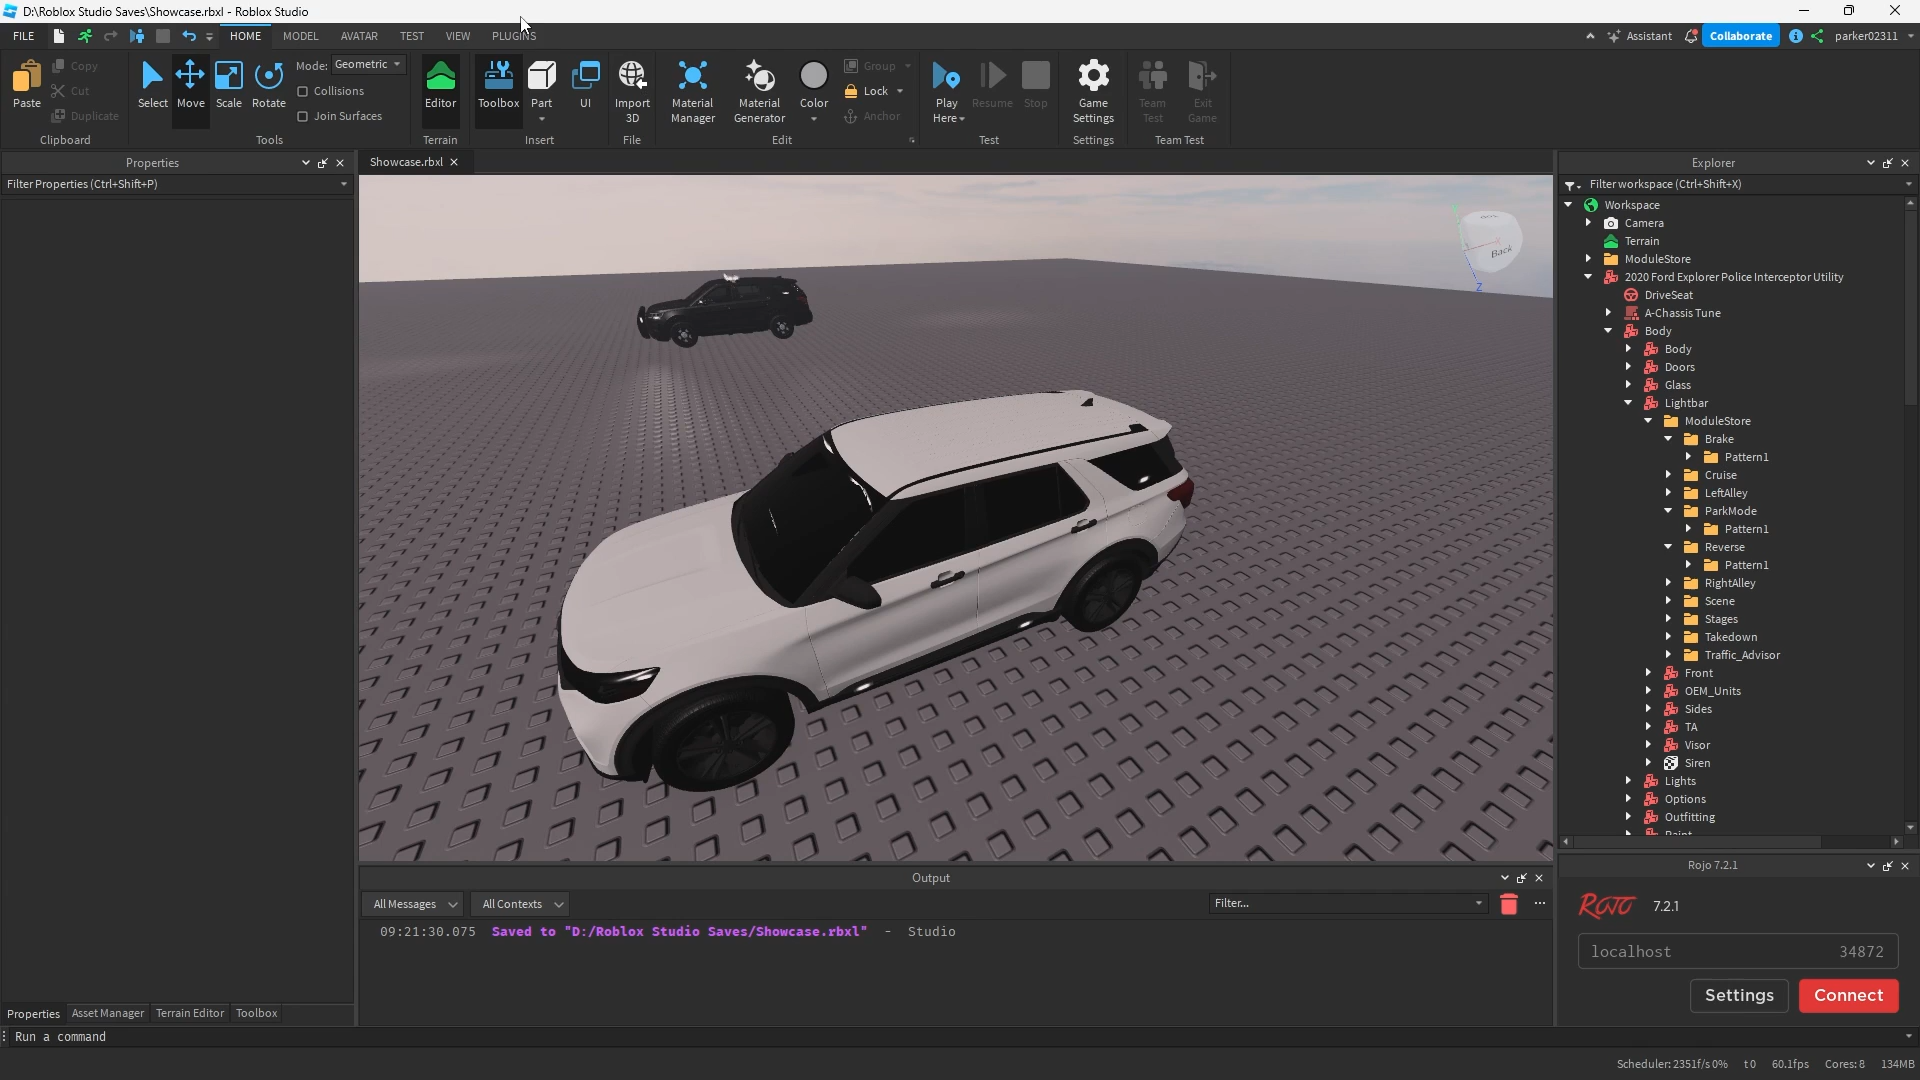 D:\Roblox Studio Saves\Showcase.rbxl - Roblox Studio
FILE HOME MODEL AVATAR TEST VIEW PLUGINS Assistant Collaborate parker02311
Paste Copy Cut Duplicate
Clipboard
Select Move Scale Rotate
Mode: Geometric
Collisions
Join Surfaces
Tools
Editor
Terrain
Toolbox Part UI
Insert
Import 3D
File
Material Manager
Material Generator
Color
Group
Lock
Anchor
Edit
Play Here
Resume
Stop
Test
Game Settings
Settings
Team Test
Exit Game
Team Test
Properties
Filter Properties (Ctrl+Shift+P)
Showcase.rbxl
Back
Z
Explorer
Filter workspace (Ctrl+Shift+X)
Workspace
Camera
Terrain
ModuleStore
2020 Ford Explorer Police Interceptor Utility
DriveSeat
A-Chassis Tune
Body
Body
Doors
Glass
Lightbar
ModuleStore
Brake
Pattern1
Cruise
LeftAlley
ParkMode
Pattern1
Reverse
Pattern1
RightAlley
Scene
Stages
Takedown
Traffic_Advisor
Front
OEM_Units
Sides
TA
Visor
Siren
Lights
Options
Outfitting
Paint
Output
All Messages All Contexts Filter...
09:21:30.075 Saved to "D:/Roblox Studio Saves/Showcase.rbxl" - Studio
Rojo 7.2.1
ROJO 7.2.1
localhost 34872
Settings Connect
Properties Asset Manager Terrain Editor Toolbox
Run a command
Scheduler: 2351f/s 0% t 0 60.1fps Cores: 8 134MB